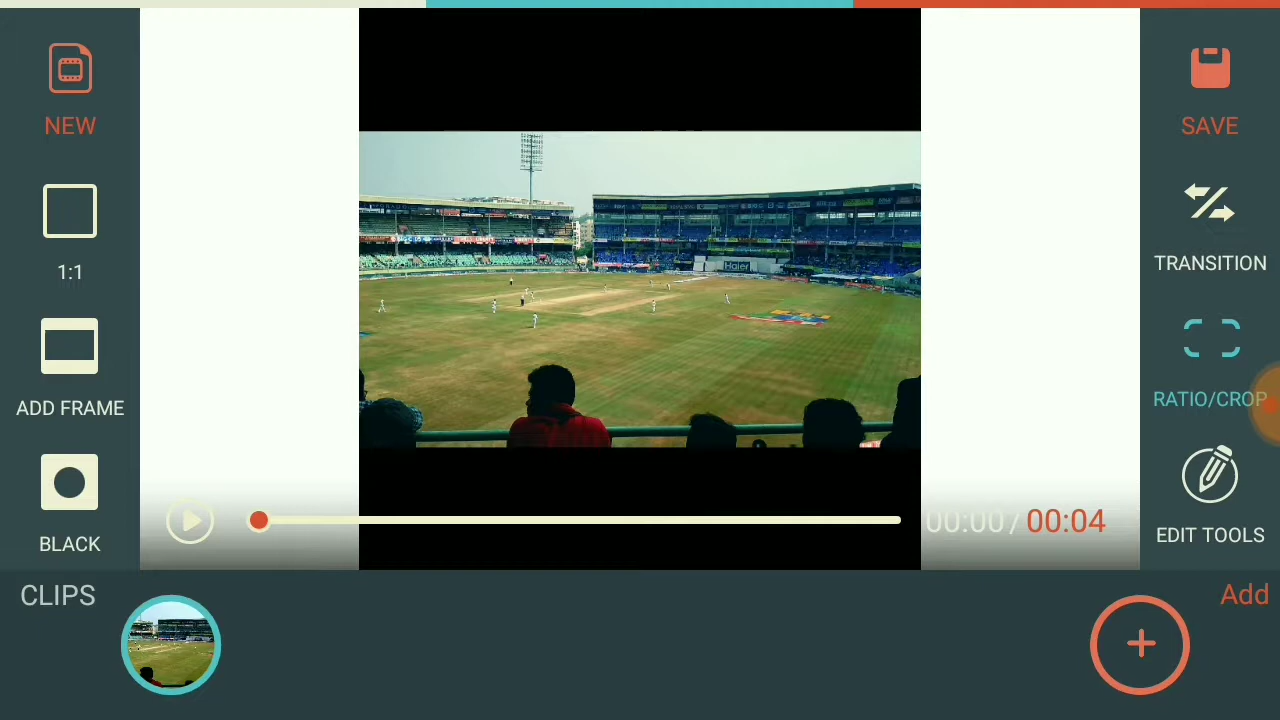 NEW
SAVE
1:1
TRANSITION
Haier
ADD FRAME
RATIO/CROP
BLACK
00:00 / 00:04
EDIT TOOLS
CLIPS
Add